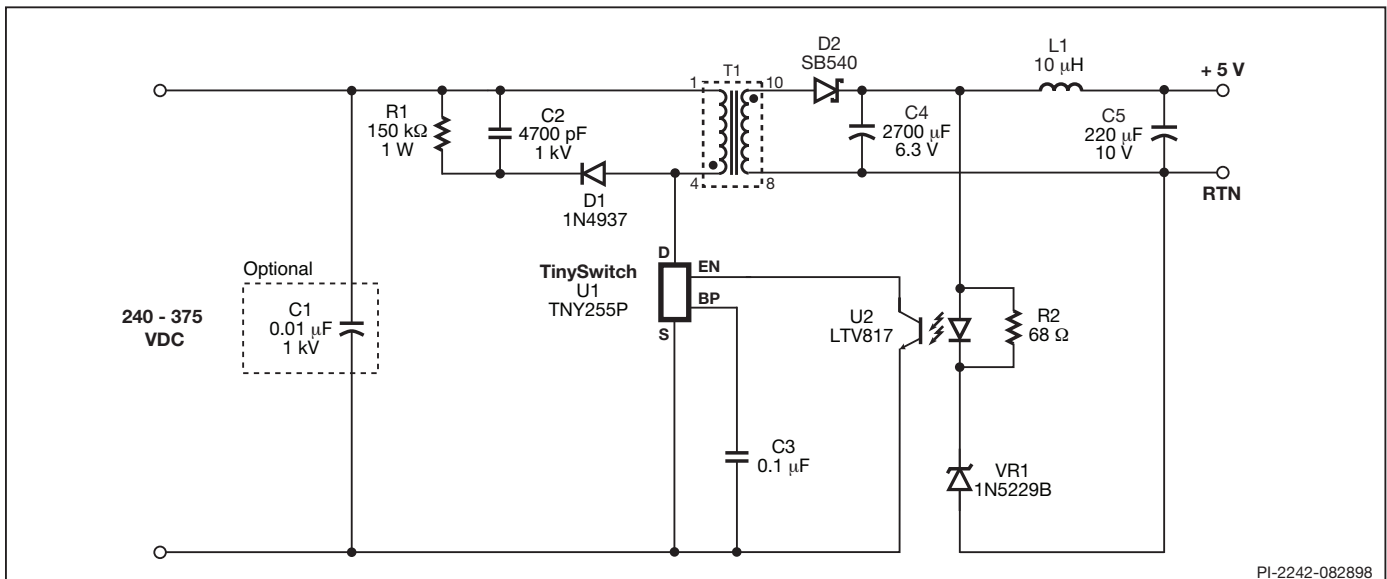 D2
SB540
L1
10 µH
+ 5 V
T1
1
10
R1
150 kΩ
1 W
C2
4700 pF
1 kV
C4
2700 µF
6.3 V
C5
220 µF
10 V
4
8
D1
1N4937
RTN
D
TinySwitch
U1
TNY255P
EN
BP
S
Optional
C1
0.01 µF
1 kV
240 - 375
VDC
U2
LTV817
R2
68 Ω
C3
0.1 µF
VR1
1N5229B
PI-2242-082898